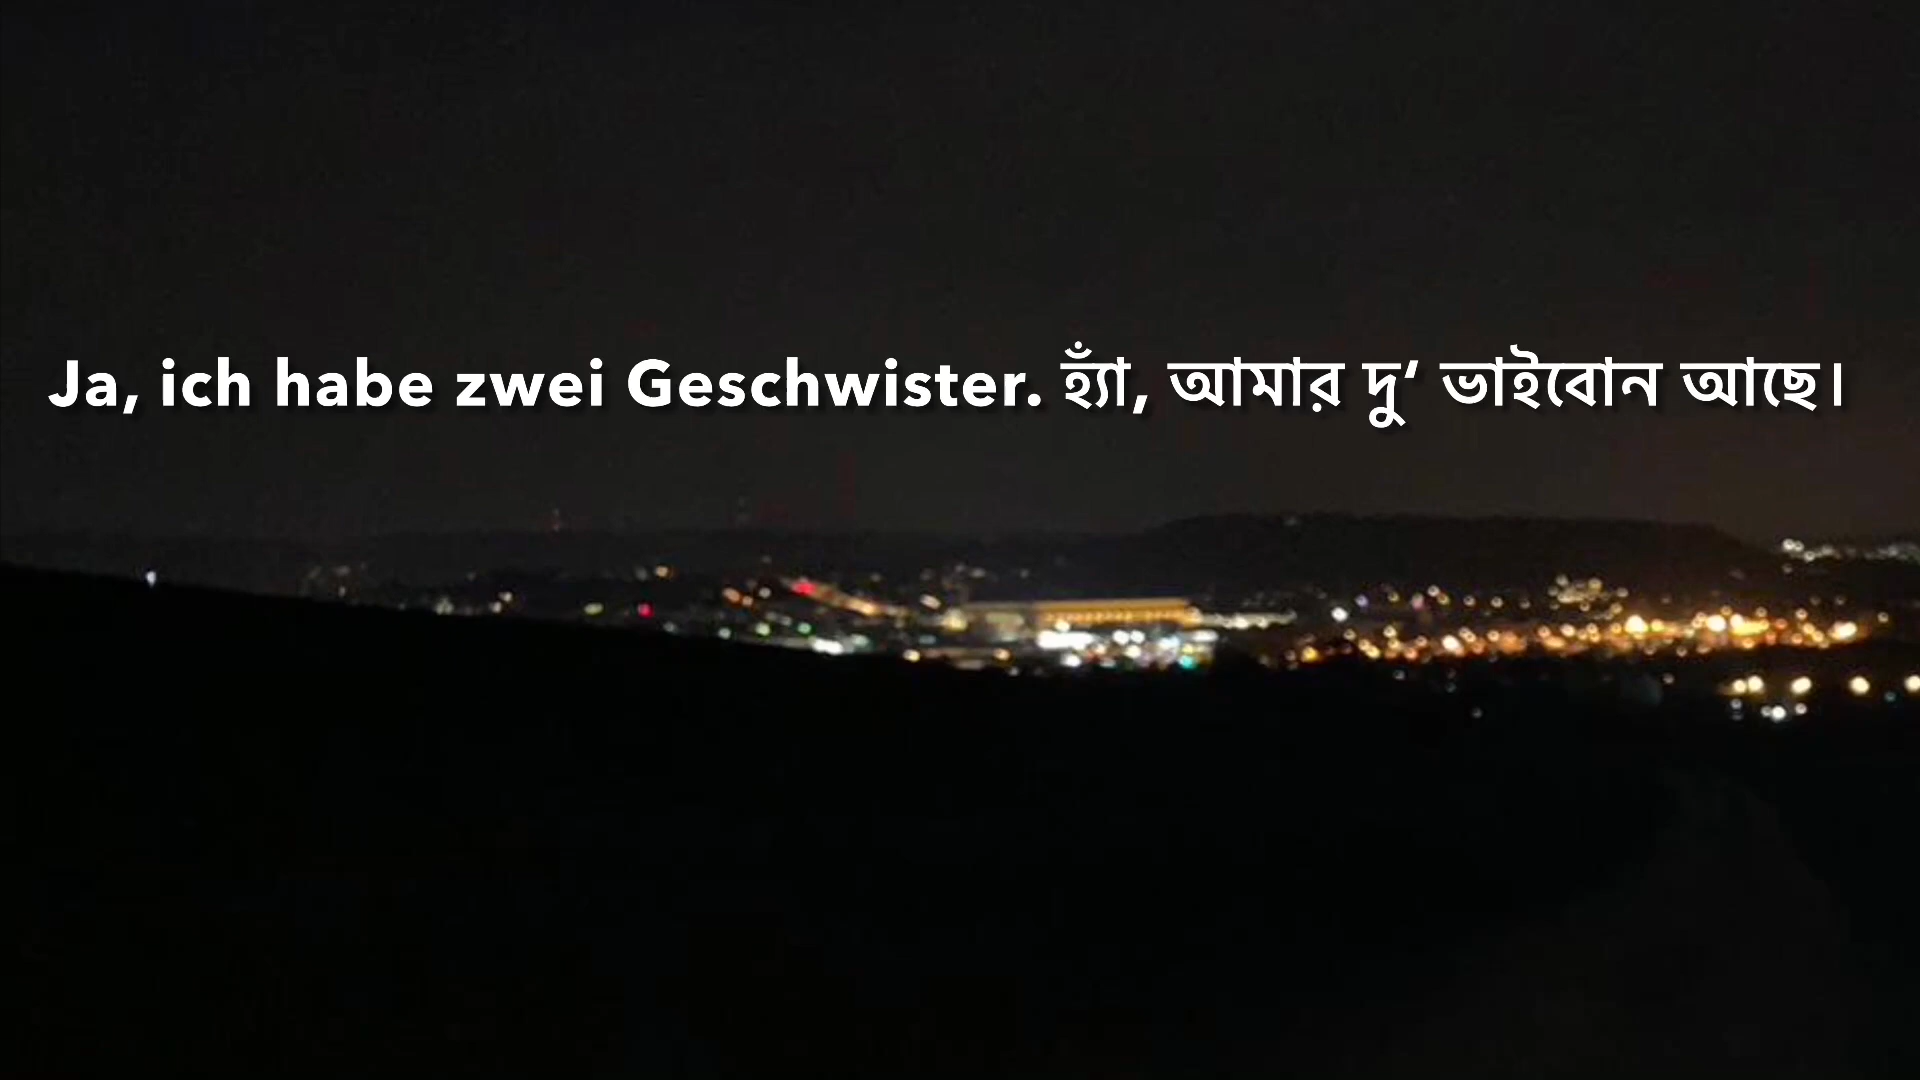 Ja, ich habe zwei Geschwister. হ্যাঁ, আমার দু‘ ভাইবোন আছে।